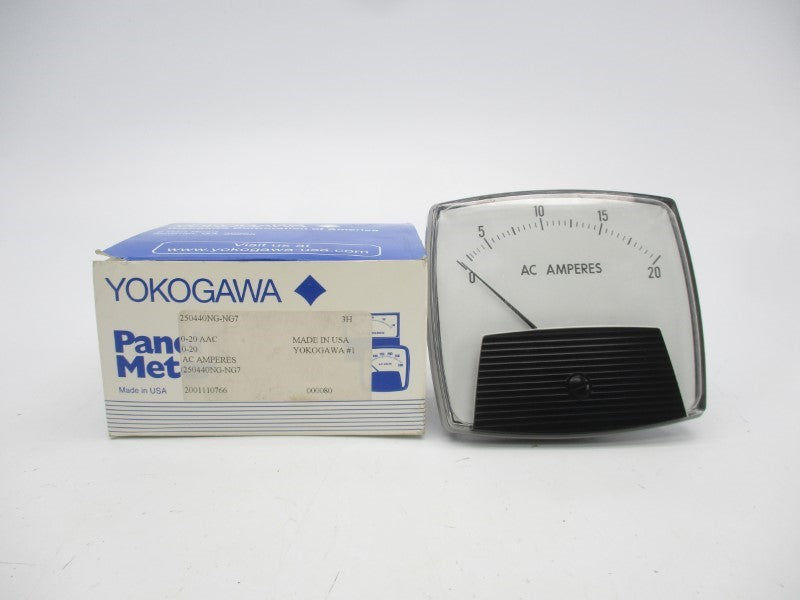 Visit us at
www.yokogawa-usa.com
YOKOGAWA
250440NG-NG7 3H
Pan
Met
0-20 AAC MADE IN USA
0-20 YOKOGAWA #1
AC AMPERES
250440NG-NG7
Made in USA
2001110766 000080
0 5 10 15 20
AC AMPERES